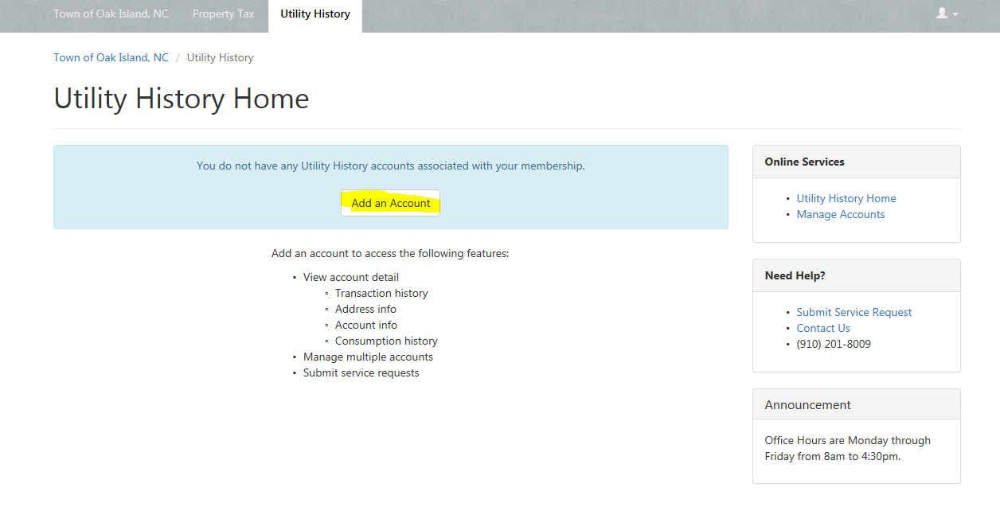 Town of Oak Island, NC Property Tax Utility History
Town of Oak Island, NC / Utility History
Utility History Home
You do not have any Utility History accounts associated with your membership.
Add an Account
Add an account to access the following features:
• View account detail
◦ Transaction history
◦ Address info
◦ Account info
◦ Consumption history
• Manage multiple accounts
• Submit service requests
Online Services
• Utility History Home
• Manage Accounts
Need Help?
• Submit Service Request
• Contact Us
• (910) 201-8009
Announcement
Office Hours are Monday through
Friday from 8am to 4:30pm.